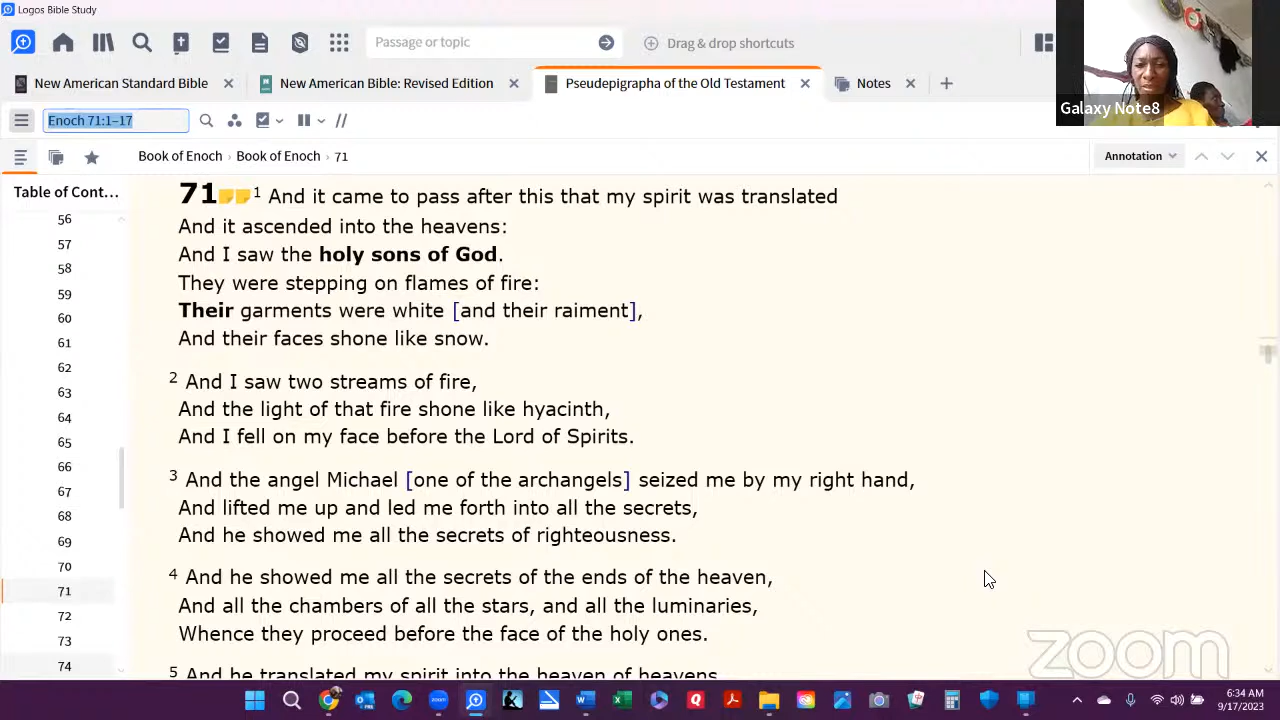 Logos Bible Study
Passage or topic
Drag & drop shortcuts
New American Standard Bible
New American Bible: Revised Edition
Pseudepigrapha of the Old Testament
Notes
Galaxy Note8
Enoch 71:1–17
//
Book of Enoch › Book of Enoch › 71
Annotation
Table of Cont...
56
57
58
59
60
61
62
63
64
65
66
67
68
69
70
71
72
73
74
71 1 And it came to pass after this that my spirit was translated
And it ascended into the heavens:
And I saw the holy sons of God.
They were stepping on flames of fire:
Their garments were white [and their raiment],
And their faces shone like snow.
2 And I saw two streams of fire,
And the light of that fire shone like hyacinth,
And I fell on my face before the Lord of Spirits.
3 And the angel Michael [one of the archangels] seized me by my right hand,
And lifted me up and led me forth into all the secrets,
And he showed me all the secrets of righteousness.
4 And he showed me all the secrets of the ends of the heaven,
And all the chambers of all the stars, and all the luminaries,
Whence they proceed before the face of the holy ones.
5 And he translated my spirit into the heaven of heavens
zoom
6:34 AM
9/17/2023